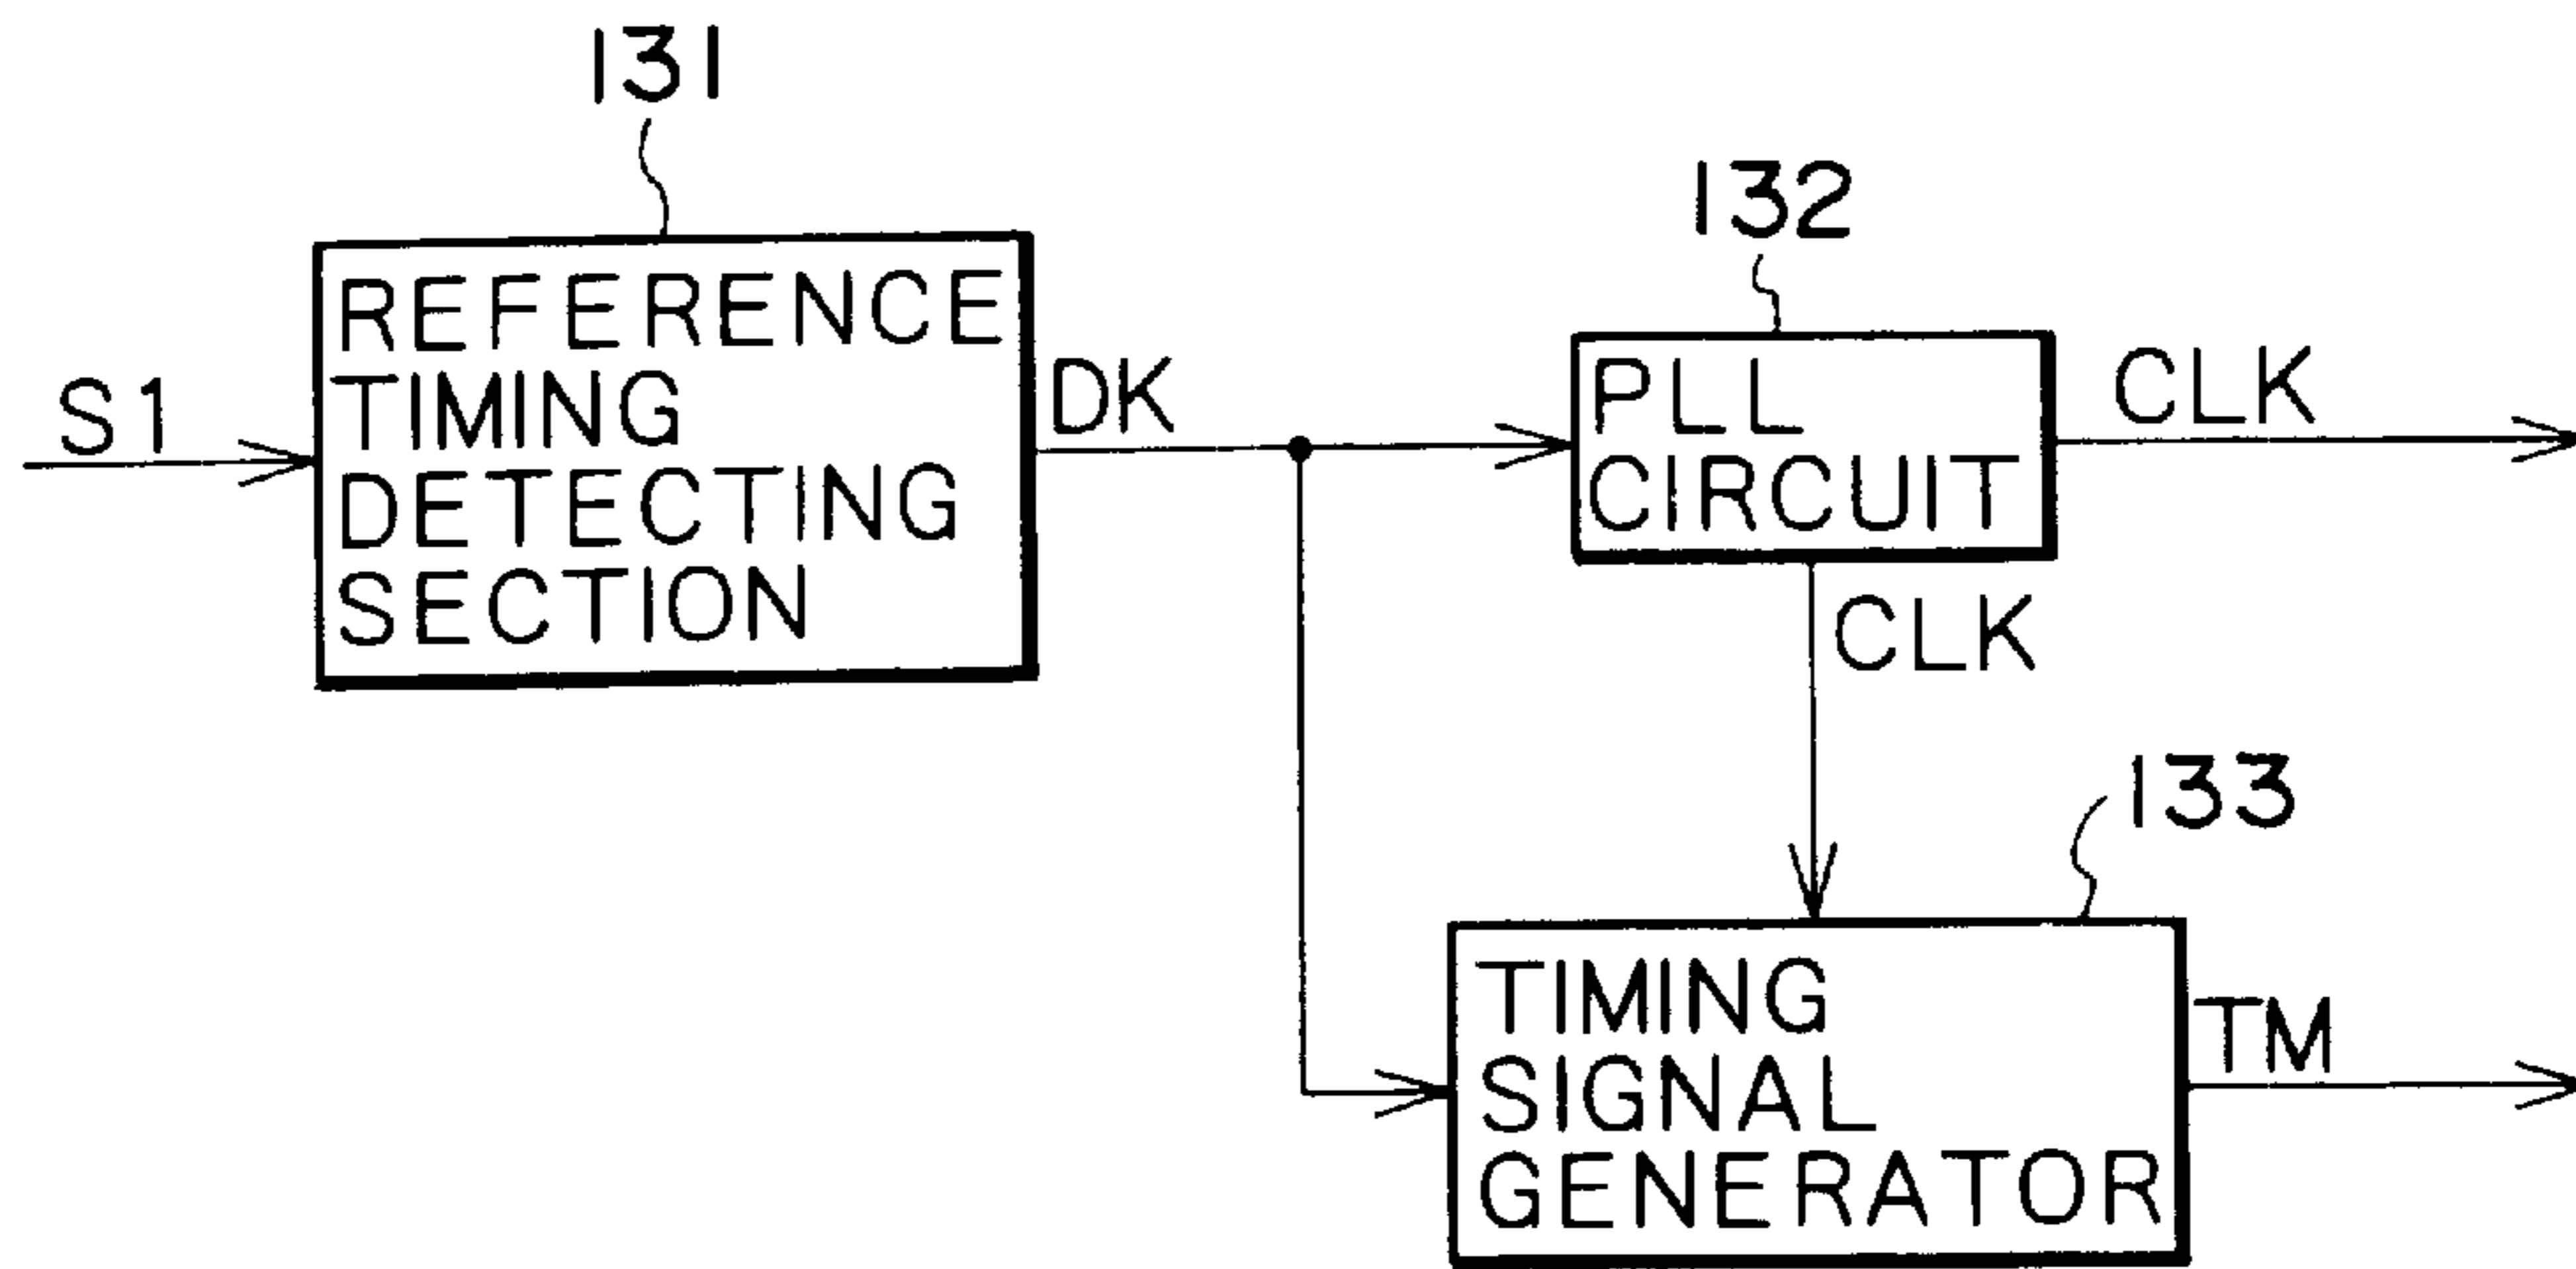 131
132
REFERENCE
TIMING
DETECTING
SECTION
S1
DK
PLL
CIRCUIT
CLK
CLK
133
TIMING
SIGNAL
GENERATOR
TM